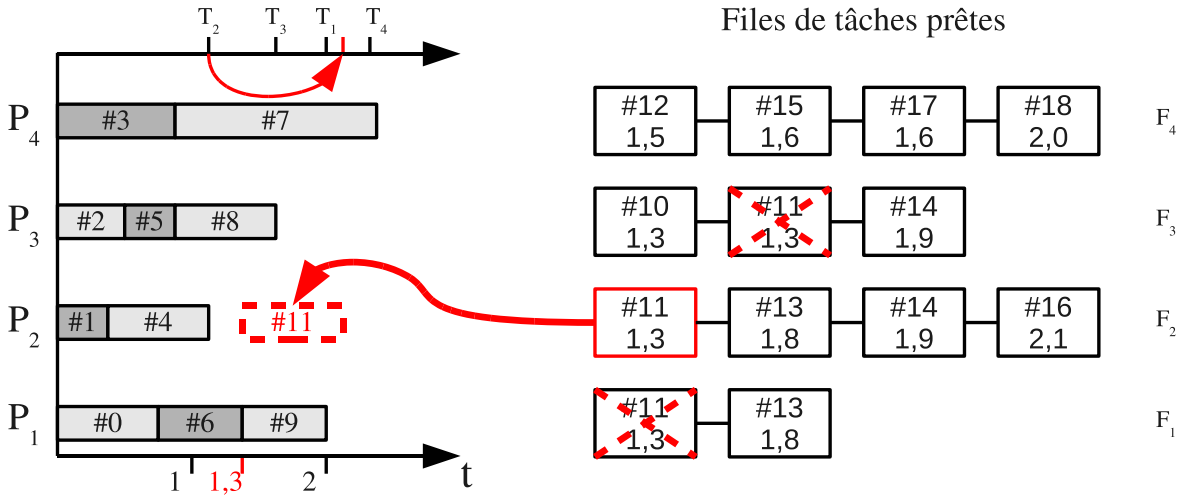 Files de tâches prêtes
T2 T3 T1 T4
P4 #3 #7
#12 #15 #17 #18 F4
1,5 1,6 1,6 2,0
P3 #2 #5 #8
#10 #11 #14 F3
1,3 1,3 1,9
P2 #1 #4 #11
#11 #13 #14 #16 F2
1,3 1,8 1,9 2,1
P1 #0 #6 #9
#11 #13 F1
1,3 1,8
1 1,3 2 t